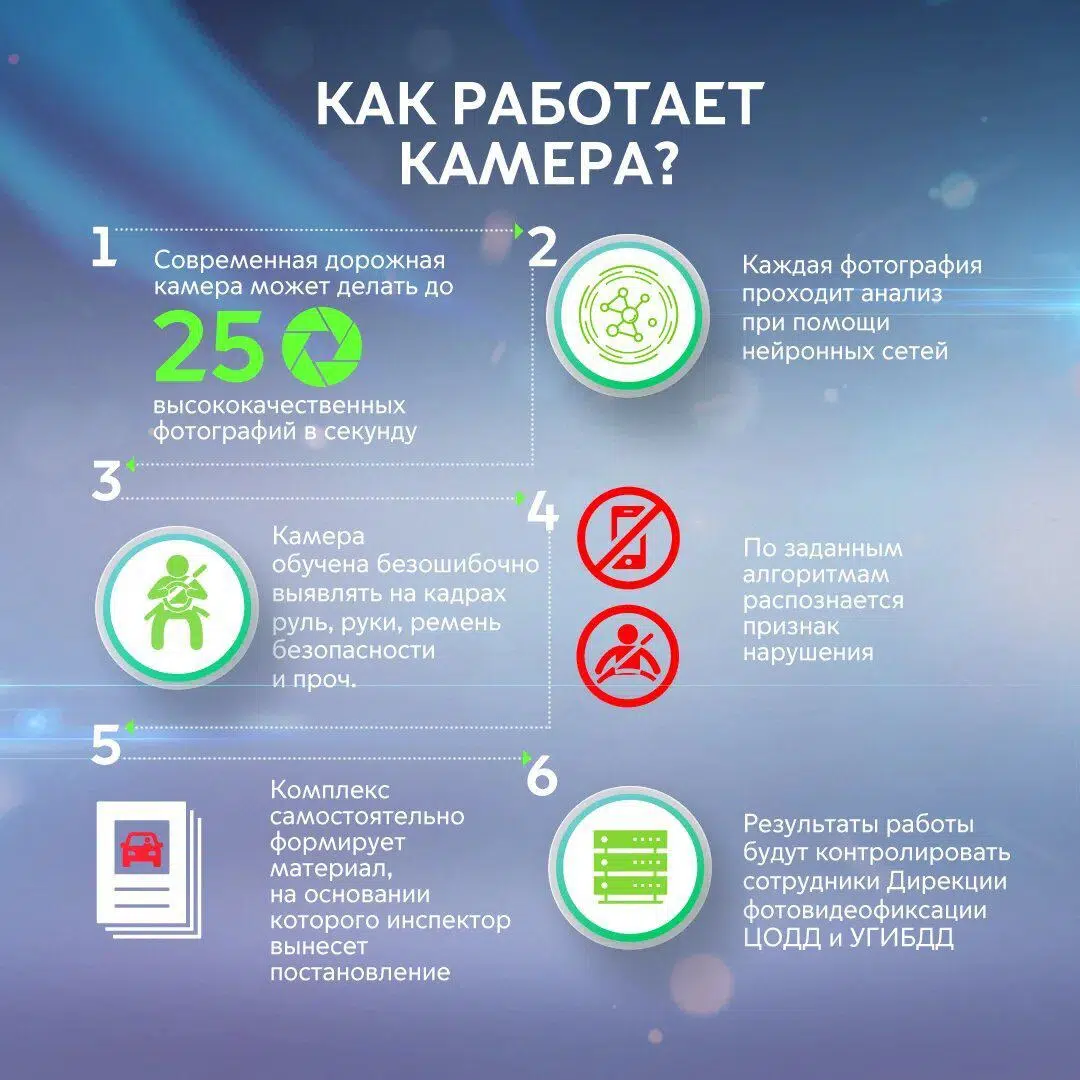 КАК РАБОТАЕТ
КАМЕРА?
1
Современная дорожная
камера может делать до
25
высококачественных
фотографий в секунду
2
Каждая фотография
проходит анализ
при помощи
нейронных сетей
3
Камера
обучена безошибочно
выявлять на кадрах
руль, руки, ремень
безопасности
и проч.
4
По заданным
алгоритмам
распознается
признак
нарушения
5
Комплекс
самостоятельно
формирует
материал,
на основании
которого инспектор
вынесет
постановление
6
Результаты работы
будут контролировать
сотрудники Дирекции
фотовидеофиксации
ЦОДД и УГИБДД